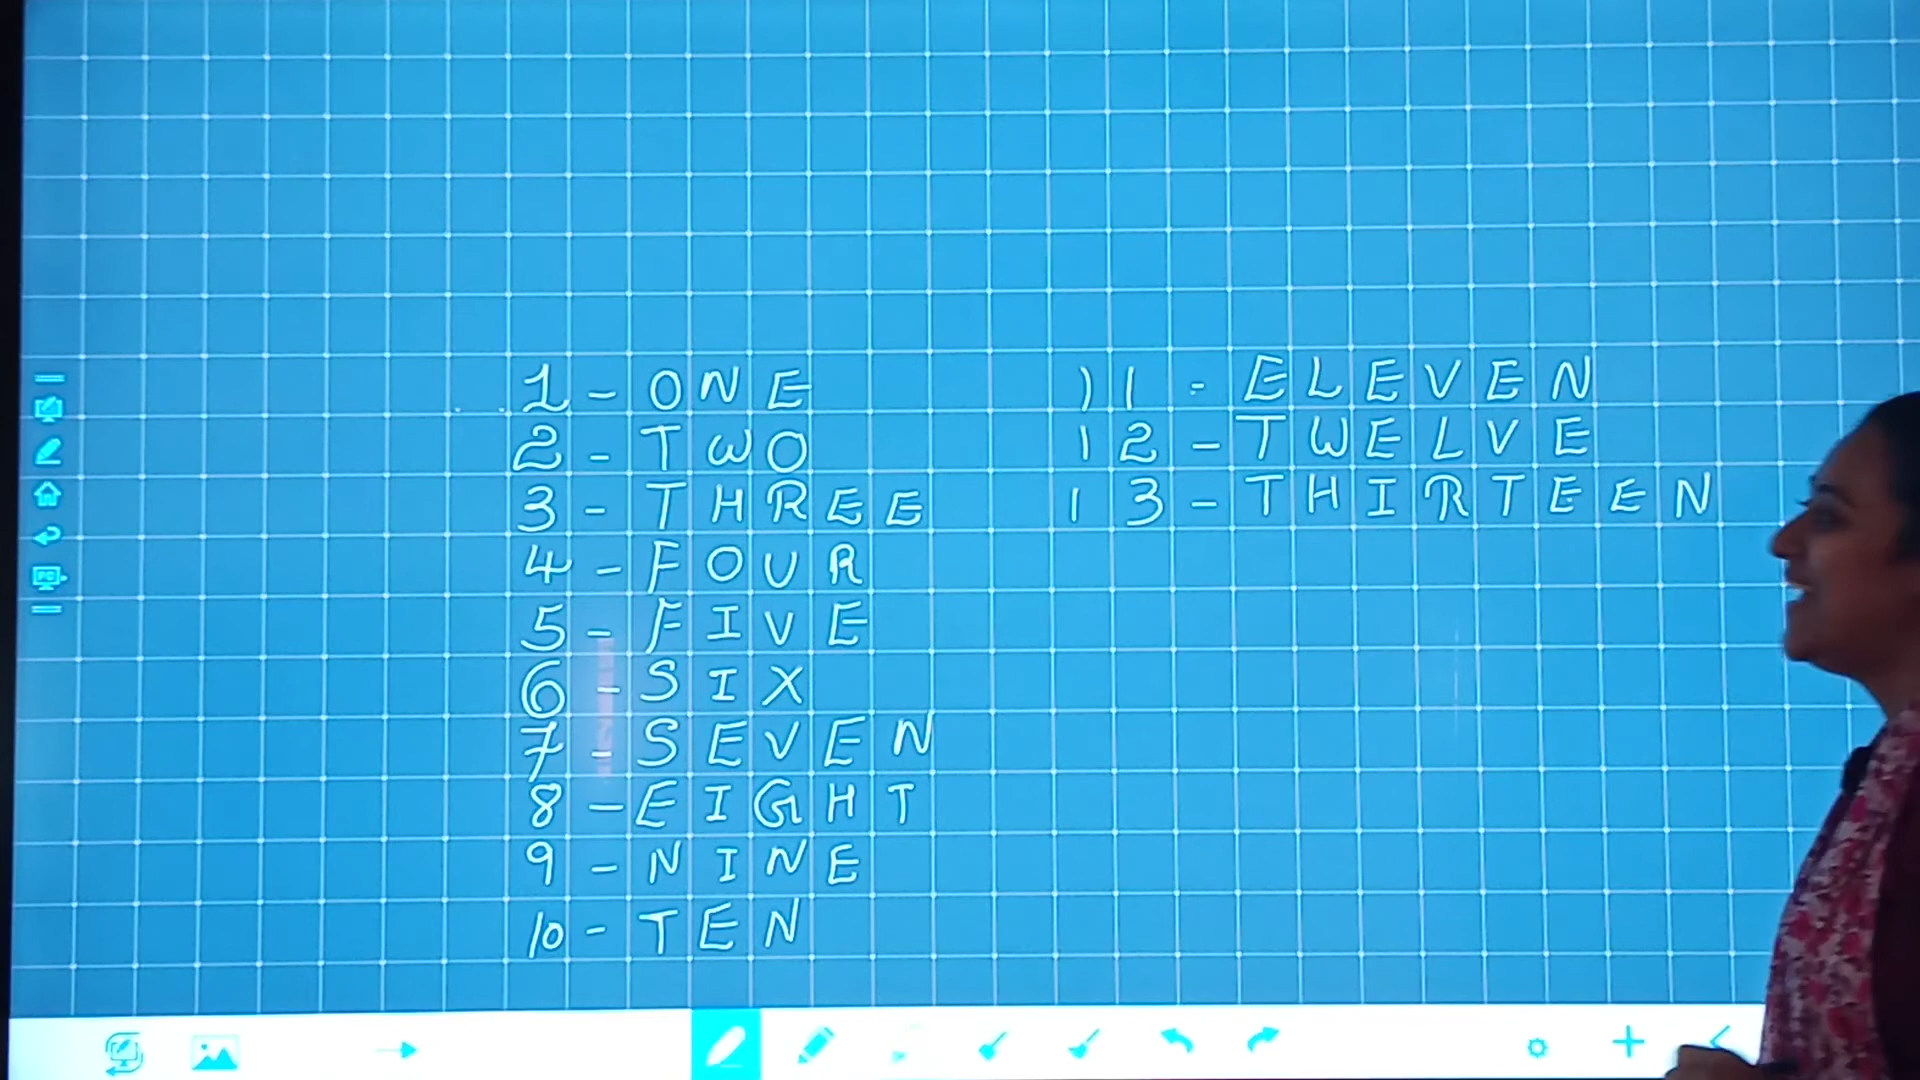 1 - ONE
2 - TWO
3 - THREE
4 - FOUR
5 - FIVE
6 - SIX
7 - SEVEN
8 - EIGHT
9 - NINE
10 - TEN
11 - ELEVEN
12 - TWELVE
13 - THIRTEEN
PC